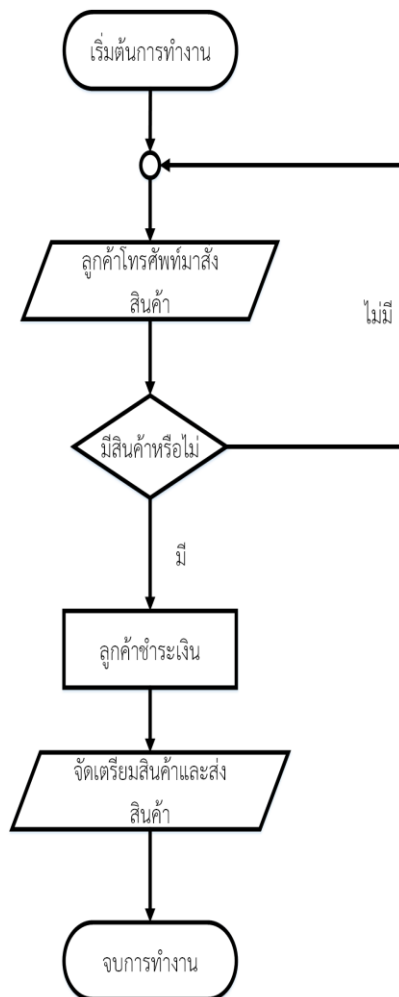 เริ่มต้นการทำงาน
ลูกค้าโทรศัพท์มาสั่ง
สินค้า
ไม่มี
มีสินค้าหรือไม่
มี
ลูกค้าชำระเงิน
จัดเตรียมสินค้าและส่ง
สินค้า
จบการทำงาน